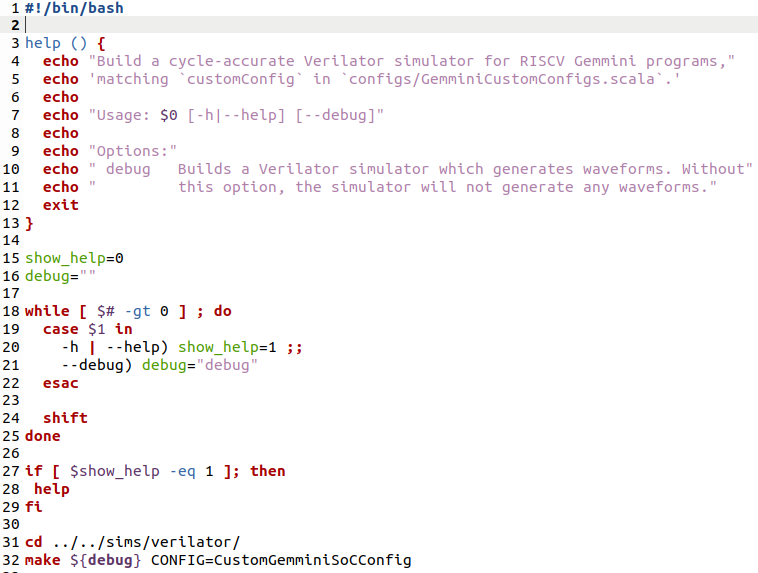 1 #!/bin/bash
2
3 help () {
4   echo "Build a cycle-accurate Verilator simulator for RISCV Gemmini programs,"
5   echo 'matching `customConfig` in `configs/GemminiCustomConfigs.scala`.'
6   echo
7   echo "Usage: $0 [-h|--help] [--debug]"
8   echo
9   echo "Options:"
10   echo " debug   Builds a Verilator simulator which generates waveforms. Without"
11   echo "         this option, the simulator will not generate any waveforms."
12   exit
13 }
14
15 show_help=0
16 debug=""
17
18 while [ $# -gt 0 ] ; do
19   case $1 in
20     -h | --help) show_help=1 ;;
21     --debug) debug="debug"
22   esac
23
24   shift
25 done
26
27 if [ $show_help -eq 1 ]; then
28  help
29 fi
30
31 cd ../../sims/verilator/
32 make ${debug} CONFIG=CustomGemminiSoCConfig